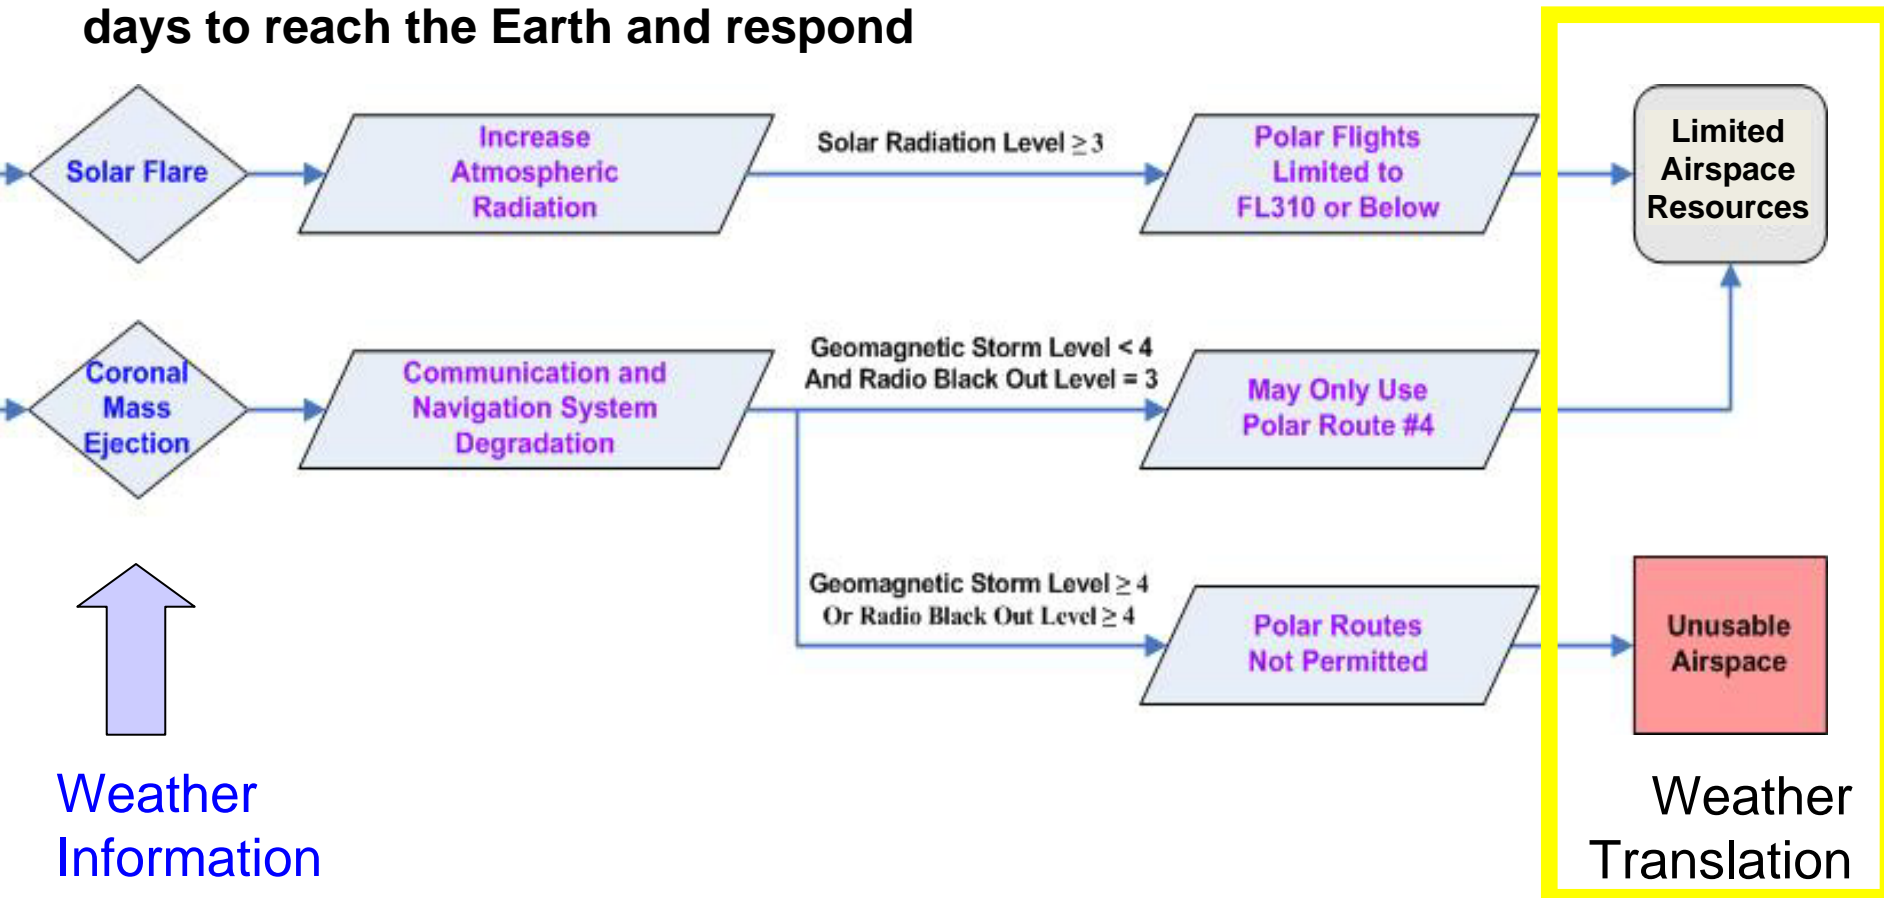 days to reach the Earth and respond
Solar Flare
Increase
Atmospheric
Radiation
Solar Radiation Level ≥ 3
Polar Flights
Limited to
FL310 or Below
Limited
Airspace
Resources
Coronal
Mass
Ejection
Communication and
Navigation System
Degradation
Geomagnetic Storm Level < 4
And Radio Black Out Level = 3
May Only Use
Polar Route #4
Geomagnetic Storm Level ≥ 4
Or Radio Black Out Level ≥ 4
Polar Routes
Not Permitted
Unusable
Airspace
Weather
Information
Weather
Translation